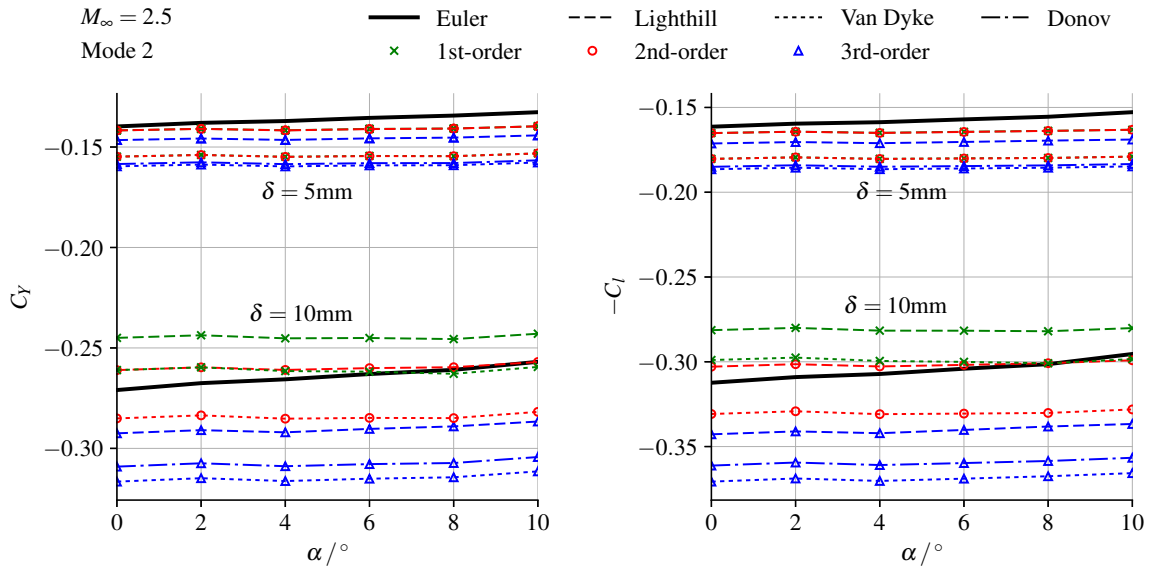 M∞ = 2.5 Euler Lighthill Van Dyke Donov
Mode 2 1st-order 2nd-order 3rd-order
−0.15
−0.20
−0.25
−0.30
C_Y
δ = 5mm
δ = 10mm
0 2 4 6 8 10
α/°
−0.15
−0.20
−0.25
−0.30
−0.35
−C_l
δ = 5mm
δ = 10mm
0 2 4 6 8 10
α/°